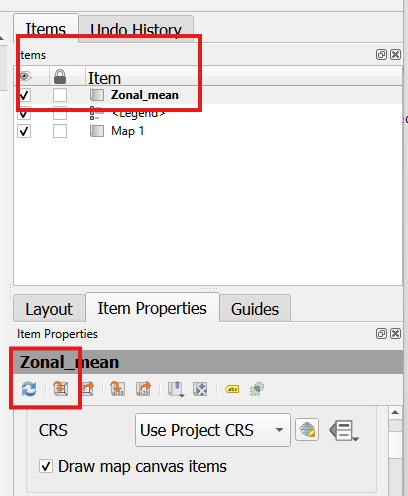 Items Undo History
Items
Item
Zonal_mean
<Legend>
Map 1
Layout Item Properties Guides
Item Properties
Zonal_mean
abc
CRS Use Project CRS
Draw map canvas items